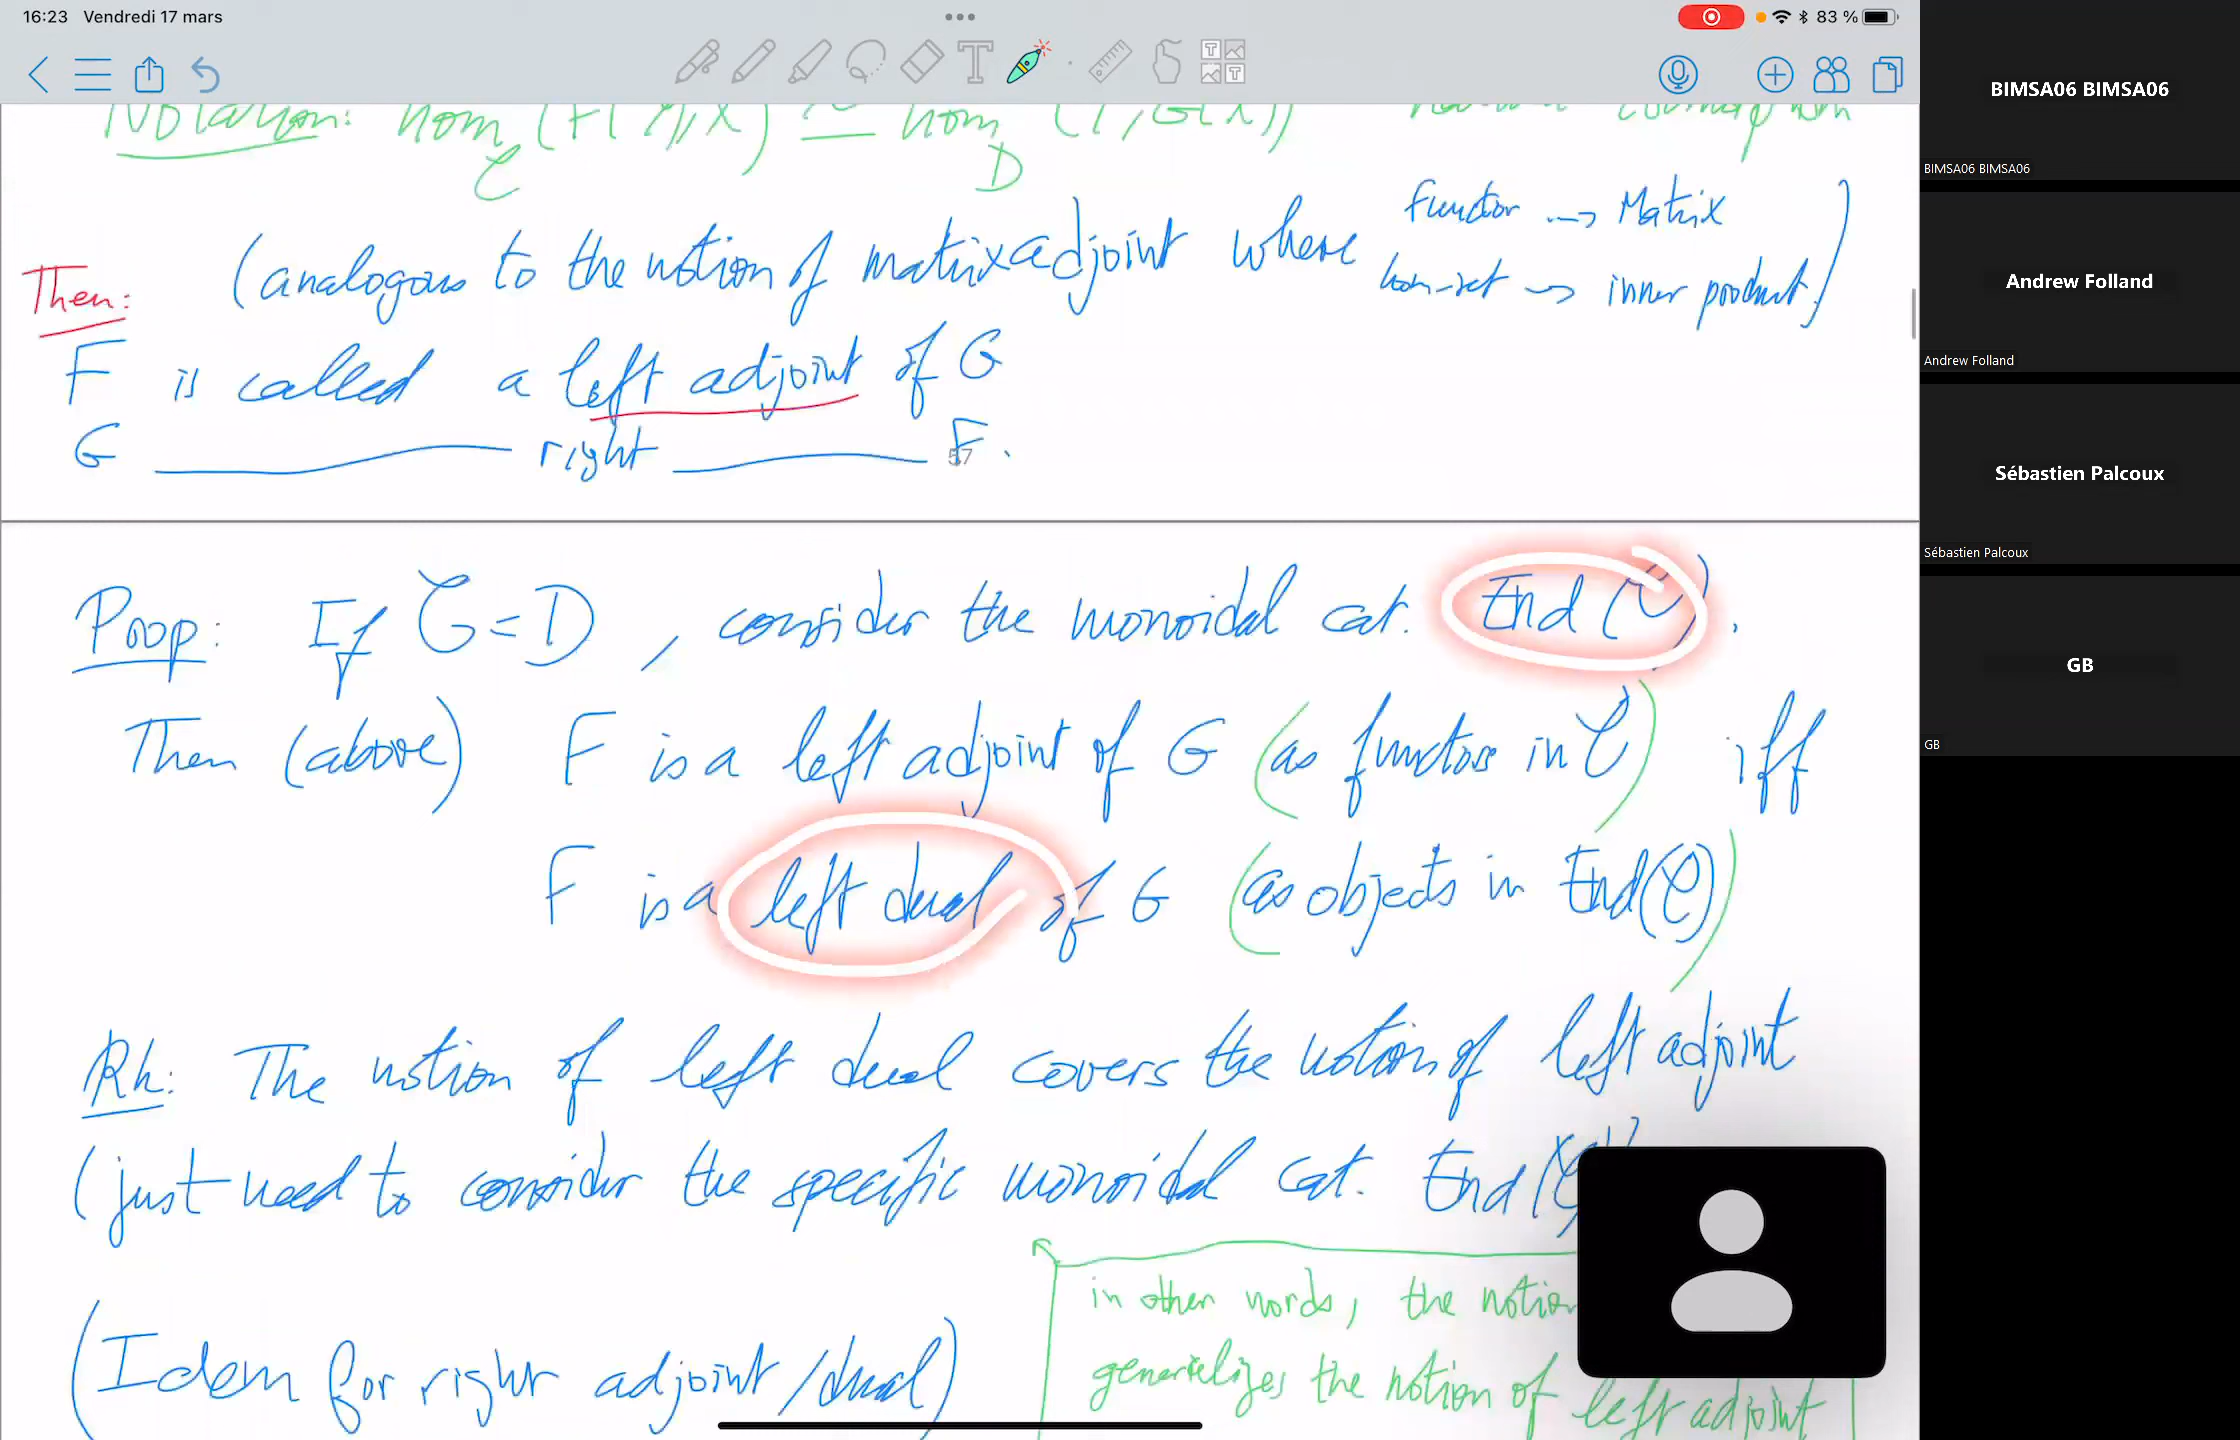 16:23 Vendredi 17 mars
83 %
Notation: hom_C (F(Y), X) ≃ hom_D (Y, G(X))
(analogous to the notion of matrix adjoint where functor → Matrix
hom-set → inner product)
Then:
F is called a left adjoint of G
G ——— right ——— F.
57
Prop: If C = D, consider the monoidal cat. End(C).
Then (above) F is a left adjoint of G (as functors in C) iff
F is a left dual of G (as objects in End(C))
Rk: The notion of left dual covers the notion of left adjoint
(just need to consider the specific monoidal cat. End(C)
in other words, the notion
generielizes the notion of left adjoint
(Idem for right adjoint/dual)
BIMSA06 BIMSA06
BIMSA06 BIMSA06
Andrew Folland
Andrew Folland
Sébastien Palcoux
Sébastien Palcoux
GB
GB